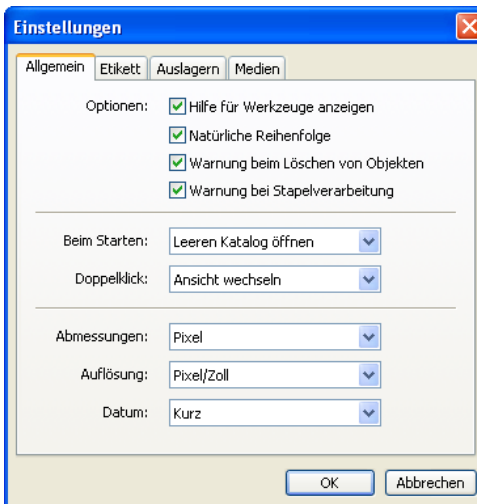 Einstellungen
Allgemein Etikett Auslagern Medien
Optionen: Hilfe für Werkzeuge anzeigen
Natürliche Reihenfolge
Warnung beim Löschen von Objekten
Warnung bei Stapelverarbeitung
Beim Starten: Leeren Katalog öffnen
Doppelklick: Ansicht wechseln
Abmessungen: Pixel
Auflösung: Pixel/Zoll
Datum: Kurz
OK Abbrechen